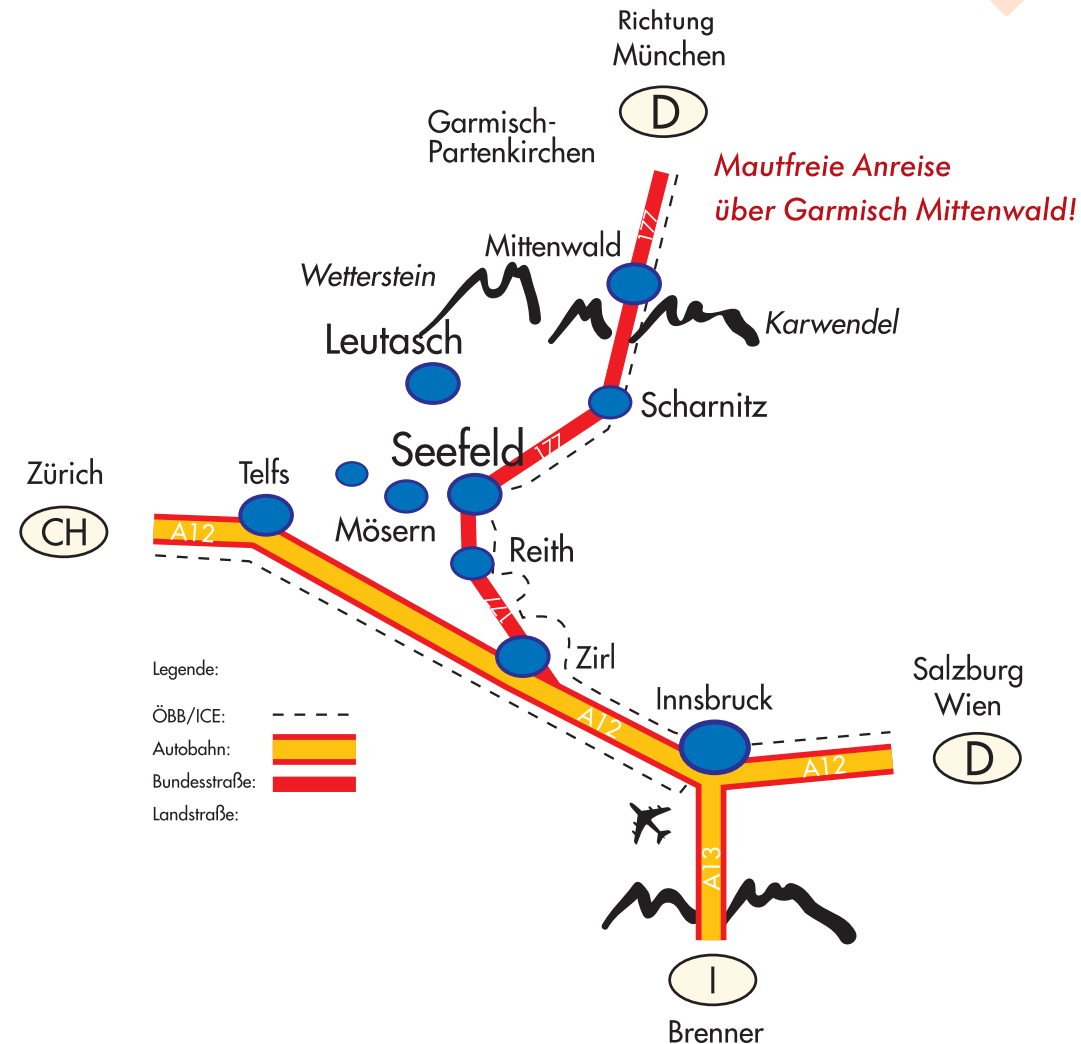 Richtung
München
D
Garmisch-
Partenkirchen
Mautfreie Anreise
über Garmisch Mittenwald!
177
Mittenwald
Wetterstein
Karwendel
Leutasch
Scharnitz
Seefeld
177
Zürich
CH
Telfs
A12
Mösern
Reith
177
Zirl
Legende:
ÖBB/ICE:
Autobahn:
Bundesstraße:
Landstraße:
A12
Innsbruck
Salzburg
Wien
D
A12
A13
I
Brenner